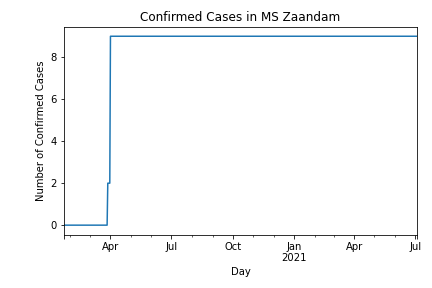 Confirmed Cases in MS Zaandam
Number of Confirmed Cases
8
6
4
2
0
Apr Jul Oct Jan Apr Jul
2021
Day